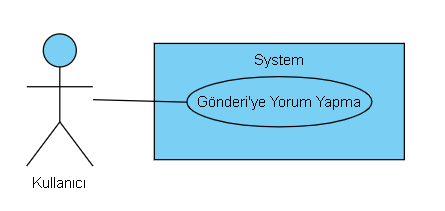 System
Gönderi'ye Yorum Yapma
Kullanıcı